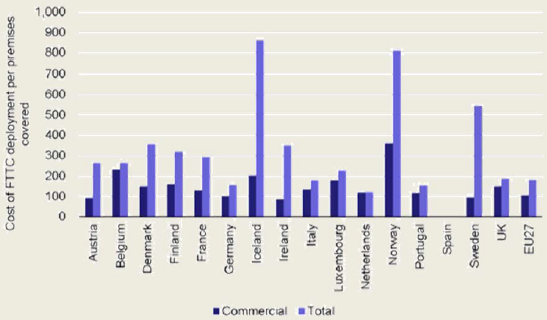 Cost of FTTC deployment per premises
covered
1,000
900
800
700
600
500
400
300
200
100
0
Austria
Belgium
Denmark
Finland
France
Germany
Iceland
Ireland
Italy
Luxembourg
Netherlands
Norway
Portugal
Spain
Sweden
UK
EU27
Commercial Total